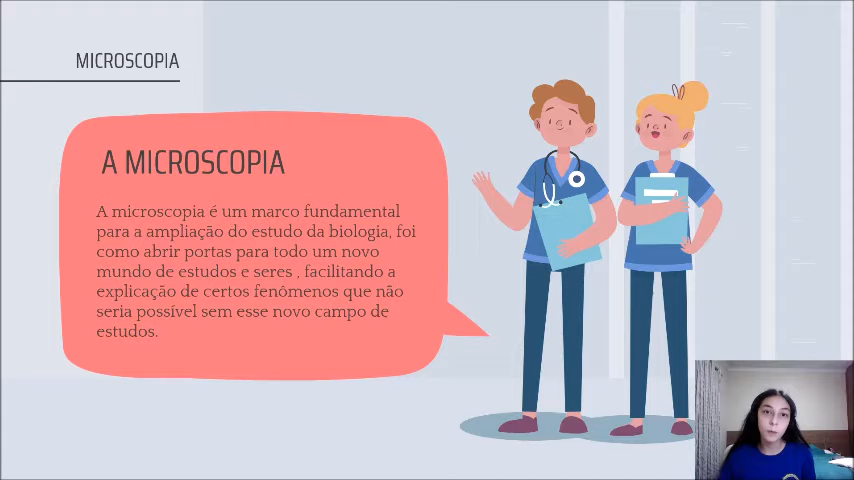 MICROSCOPIA
A MICROSCOPIA
A microscopia é um marco fundamental
para a ampliação do estudo da biologia, foi
como abrir portas para todo um novo
mundo de estudos e seres , facilitando a
explicação de certos fenômenos que não
seria possível sem esse novo campo de
estudos.